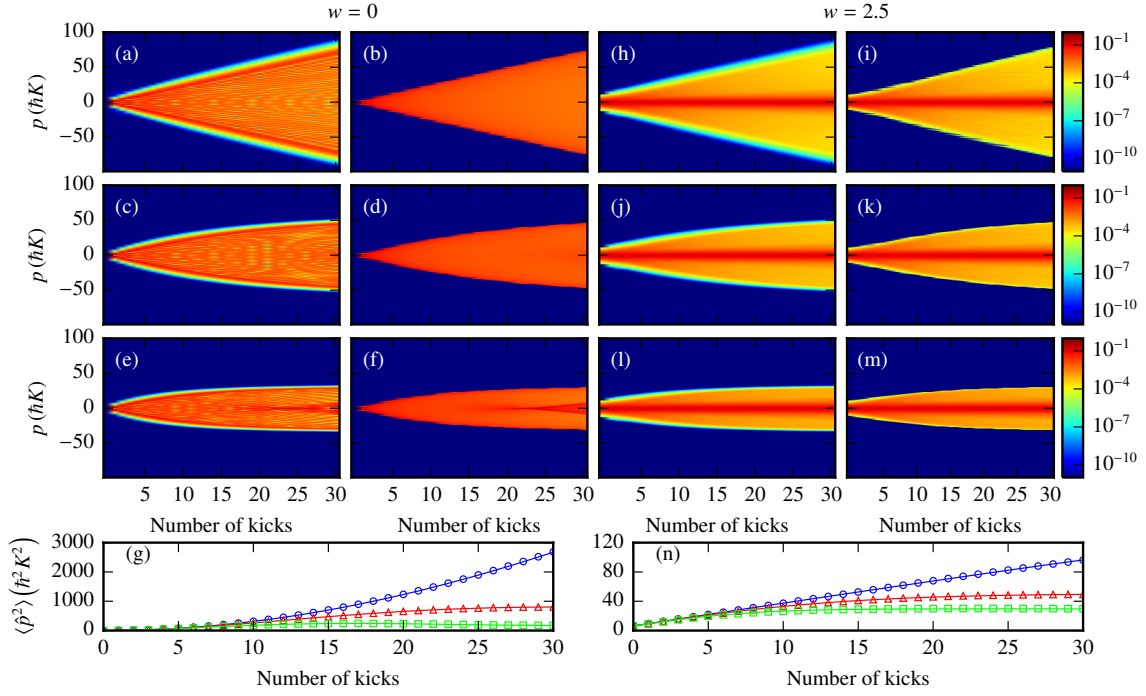 w = 0
w = 2.5
(a)
(b)
(h)
(i)
p (ℏK)
100
50
0
−50
10⁻¹
10⁻⁴
10⁻⁷
10⁻¹⁰
(c)
(d)
(j)
(k)
p (ℏK)
100
50
0
−50
10⁻¹
10⁻⁴
10⁻⁷
10⁻¹⁰
(e)
(f)
(l)
(m)
p (ℏK)
100
50
0
−50
10⁻¹
10⁻⁴
10⁻⁷
10⁻¹⁰
5 10 15 20 25 30
5 10 15 20 25 30
5 10 15 20 25 30
5 10 15 20 25 30
Number of kicks
Number of kicks
Number of kicks
Number of kicks
(g)
⟨p̂²⟩ (ℏ²K²)
3000
2000
1000
0
0 5 10 15 20 25 30
Number of kicks
(n)
120
80
40
0
0 5 10 15 20 25 30
Number of kicks